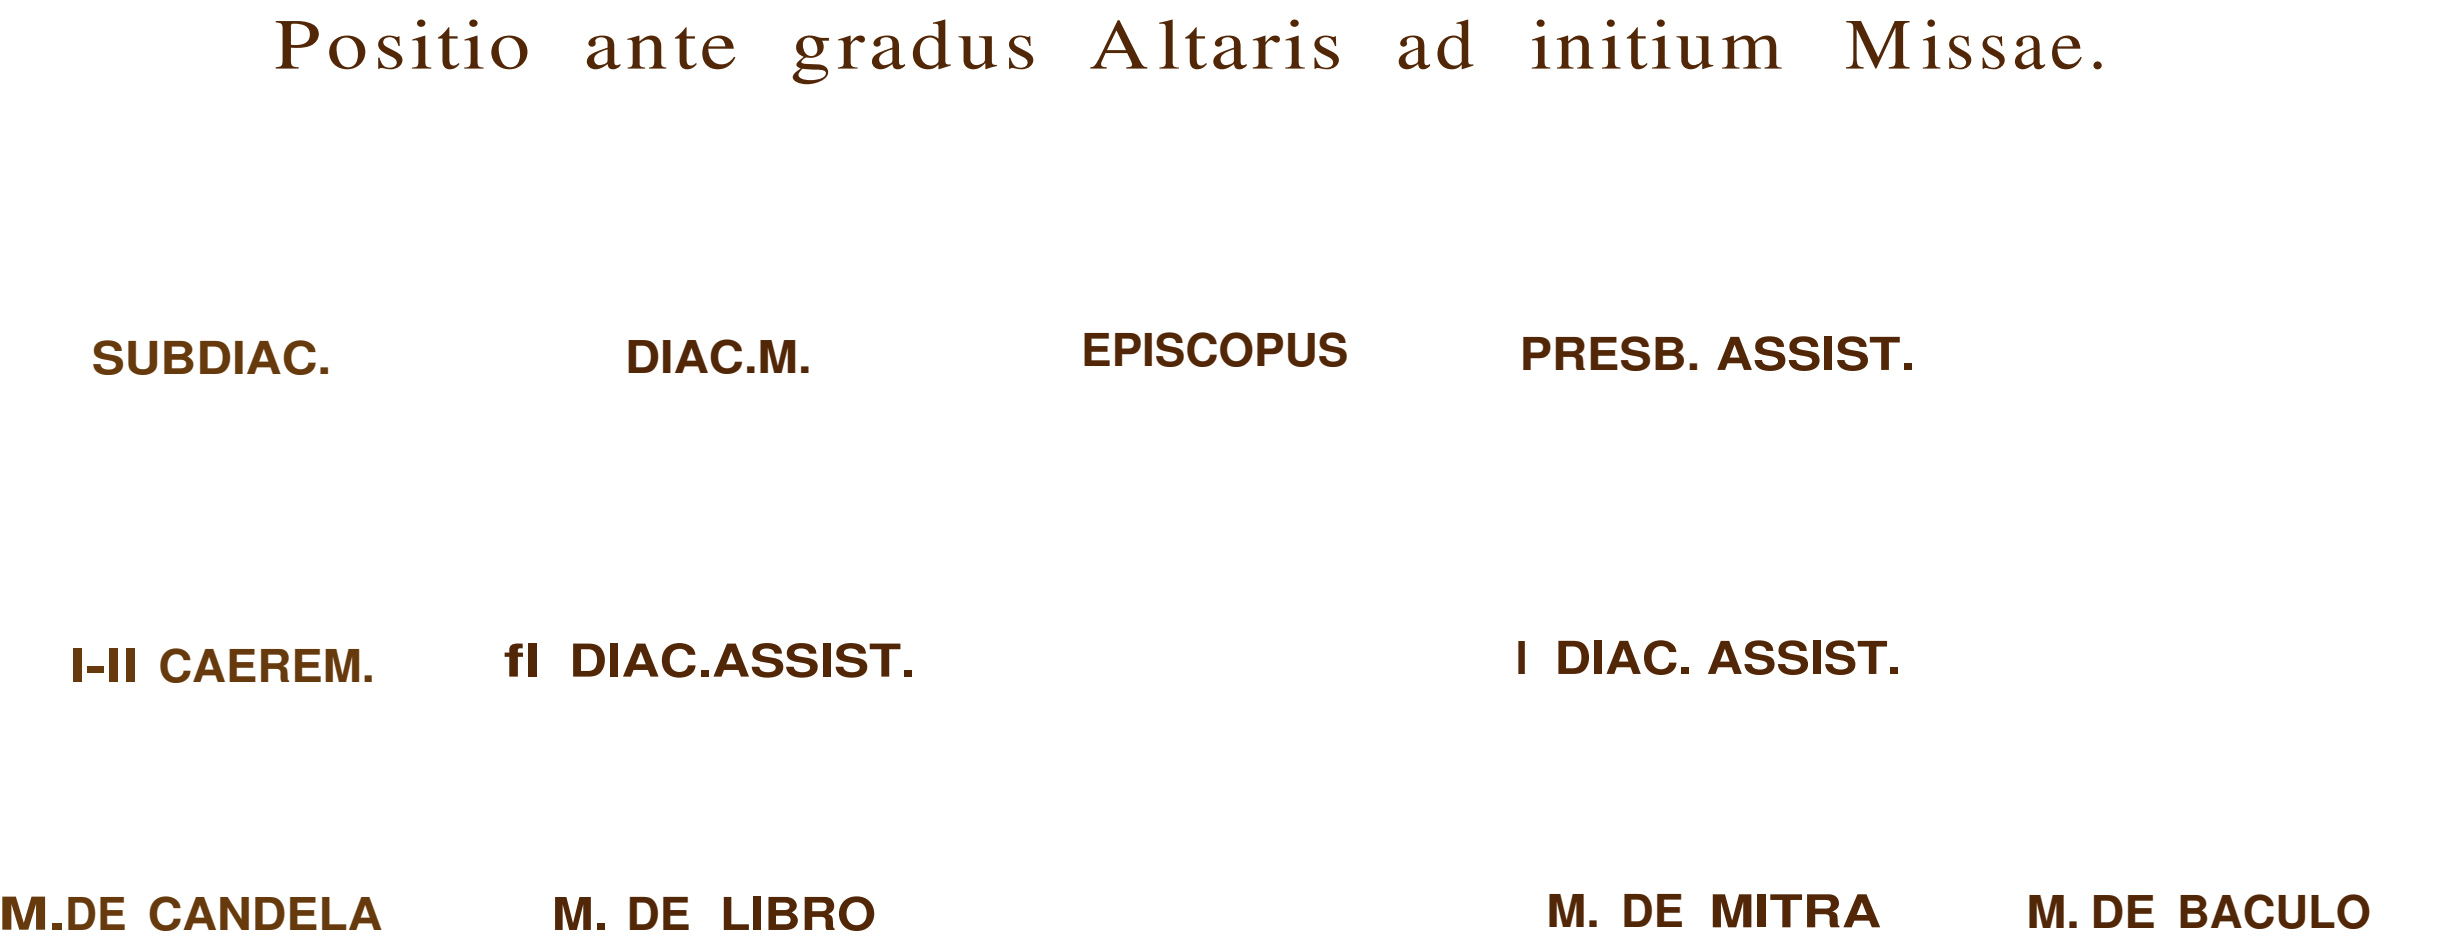 Positio ante gradus Altaris ad initium Missae.
SUBDIAC. DIAC.M. EPISCOPUS PRESB. ASSIST.
I-II CAEREM. fI DIAC.ASSIST. I DIAC. ASSIST.
M.DE CANDELA M. DE LIBRO M. DE MITRA M. DE BACULO